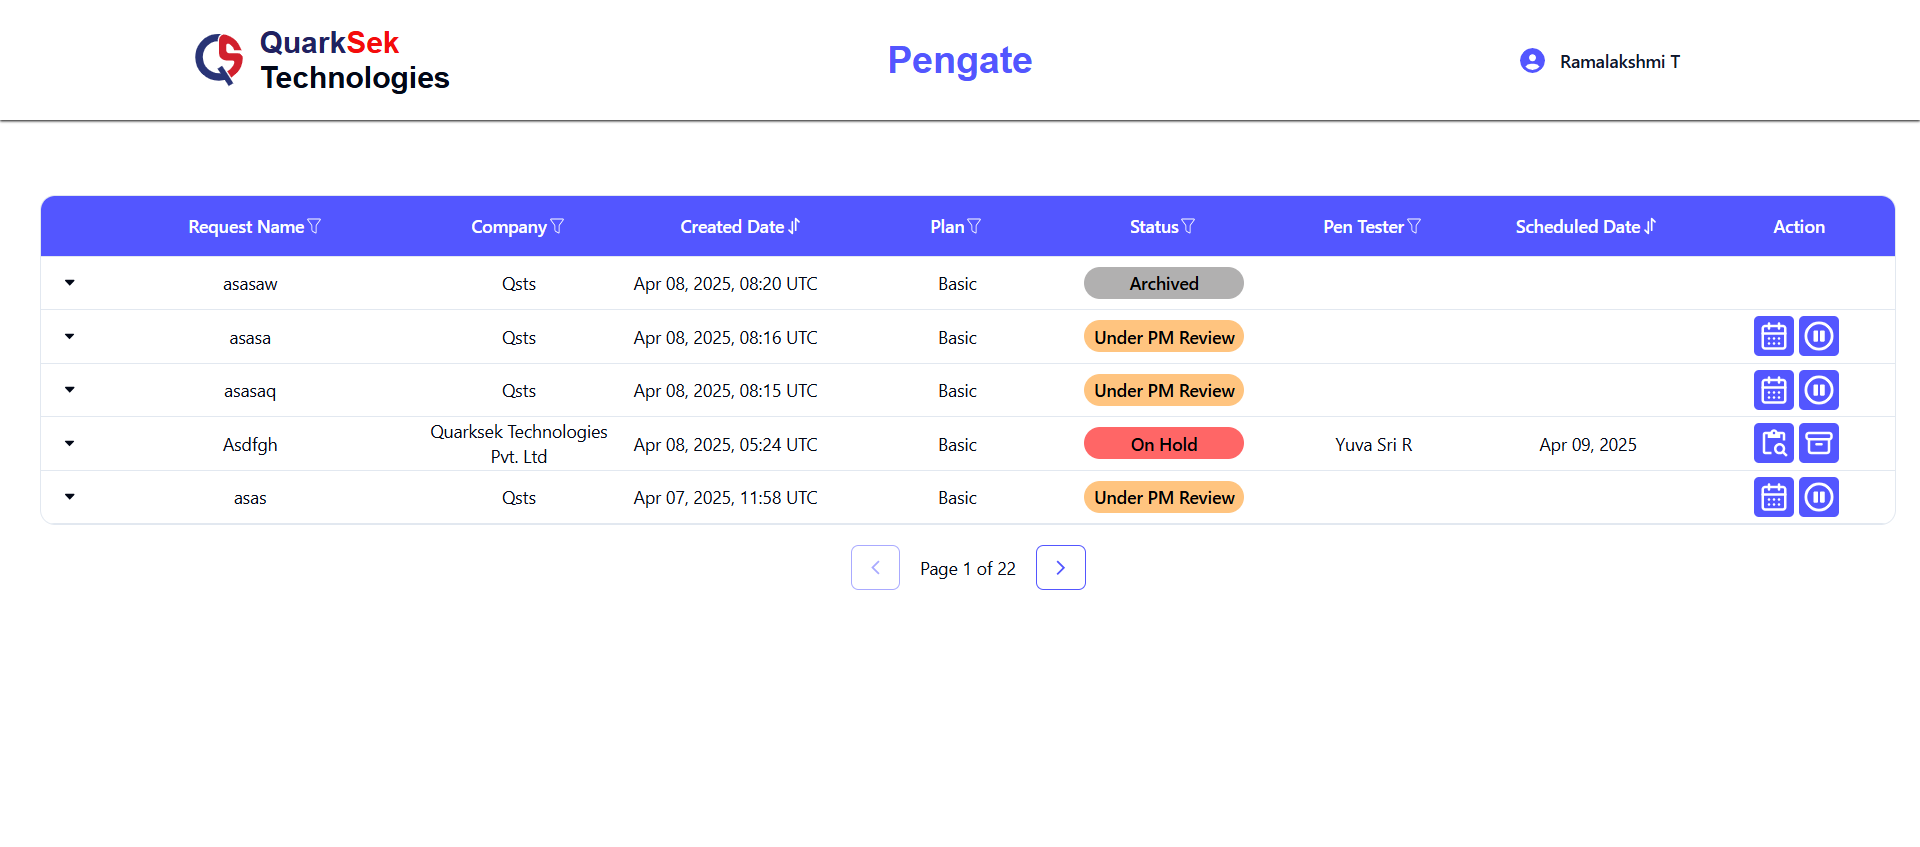 QuarkSek
Technologies
Pengate
Ramalakshmi T
Request Name Company Created Date Plan Status Pen Tester Scheduled Date Action
asasaw Qsts Apr 08, 2025, 08:20 UTC Basic Archived
asasa Qsts Apr 08, 2025, 08:16 UTC Basic Under PM Review
asasaq Qsts Apr 08, 2025, 08:15 UTC Basic Under PM Review
Asdfgh Quarksek Technologies Pvt. Ltd Apr 08, 2025, 05:24 UTC Basic On Hold Yuva Sri R Apr 09, 2025
asas Qsts Apr 07, 2025, 11:58 UTC Basic Under PM Review
Page 1 of 22